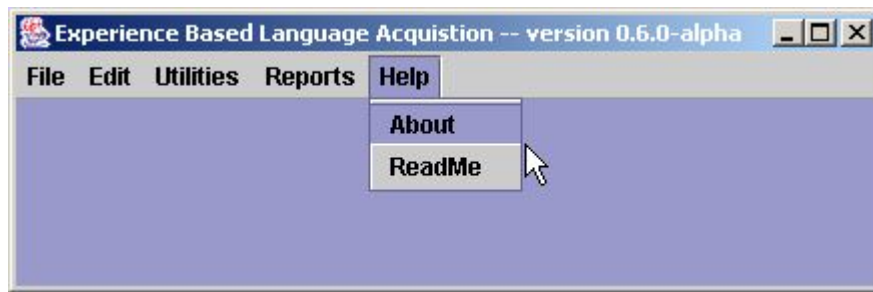 Experience Based Language Acquistion -- version 0.6.0-alpha
File Edit Utilities Reports Help
About
ReadMe